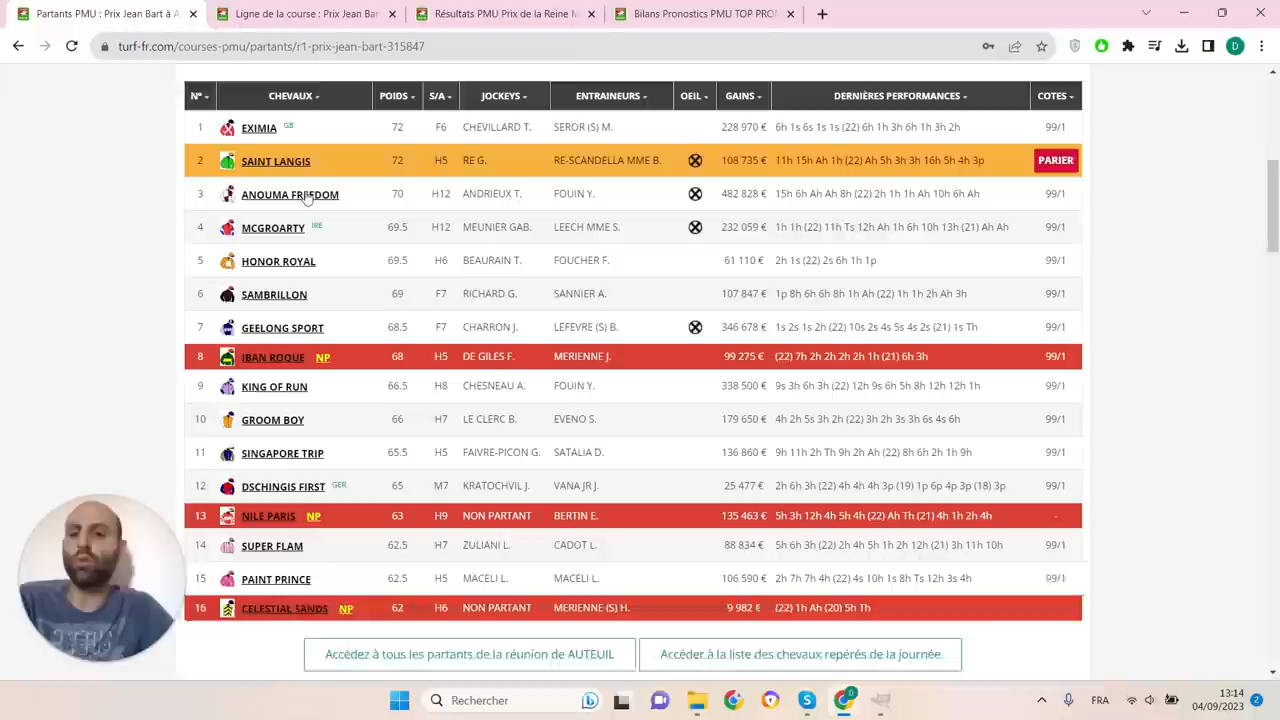 Partants PMU : Prix Jean Bart à A
Ligne de la course : Prix Jean Bar
Résultats PMU Prix de la Reine M
Bilans Pronostics PMU TOP PRO
turf-fr.com/courses-pmu/partants/r1-prix-jean-bart-315847
D
N° CHEVAUX POIDS S/A JOCKEYS ENTRAINEURS OEIL GAINS DERNIÈRES PERFORMANCES COTES
1 EXIMIA GB 72 F6 CHEVILLARD T. SEROR (S) M. 228 970 € 6h 1s 6s 1s 1s (22) 6h 1h 3h 6h 1h 3h 2h 99/1
2 SAINT LANGIS 72 H5 RE G. RE-SCANDELLA MME B. 108 735 € 11h 15h Ah 1h (22) Ah 5h 3h 3h 16h 5h 4h 3p PARIER
3 ANOUMA FREEDOM 70 H12 ANDRIEUX T. FOUIN Y. 482 828 € 15h 6h Ah Ah 8h (22) 2h 1h 1h Ah 10h 6h Ah 99/1
4 MCGROARTY IRE 69.5 H12 MEUNIER GAB. LEECH MME S. 232 059 € 1h 1h (22) 11h Ts 12h Ah 1h 6h 10h 13h (21) Ah Ah 99/1
5 HONOR ROYAL 69.5 H6 BEAURAIN T. FOUCHER F. 61 110 € 2h 1s (22) 2s 6h 1h 1p 99/1
6 SAMBRILLON 69 F7 RICHARD G. SANNIER A. 107 847 € 1p 8h 6h 6h 8h 1h Ah (22) 1h 1h 2h Ah 3h 99/1
7 GEELONG SPORT 68.5 F7 CHARRON J. LEFEVRE (S) B. 346 678 € 1s 2s 1s 2h (22) 10s 2s 4s 5s 4s 2s (21) 1s Th 99/1
8 IBAN ROQUE NP 68 H5 DE GILES F. MERIENNE J. 99 275 € (22) 7h 2h 2h 2h 2h 1h (21) 6h 3h 99/1
9 KING OF RUN 66.5 H8 CHESNEAU A. FOUIN Y. 338 500 € 9s 3h 6h 3h (22) 12h 9s 6h 5h 8h 12h 12h 1h 99/1
10 GROOM BOY 66 H7 LE CLERC B. EVENO S. 179 650 € 4h 2h 5s 3h 2h (22) 3h 2h 3s 3h 6s 4s 6h 99/1
11 SINGAPORE TRIP 65.5 H5 FAIVRE-PICON G. SATALIA D. 136 860 € 9h 11h 2h Th 9h 2h Ah (22) 8h 6h 2h 1h 9h 99/1
12 DSCHINGIS FIRST GER 65 M7 KRATOCHVIL J. VANA JR J. 25 477 € 2h 6h 3h (22) 4h 4h 4h 3p (19) 1p 6p 4p 3p (18) 3p 99/1
13 NILE PARIS NP 63 H9 NON PARTANT BERTIN E. 135 463 € 5h 3h 12h 4h 5h 4h (22) Ah Th (21) 4h 1h 2h 4h -
14 SUPER FLAM 62.5 H7 ZULIANI L. CADOT L. 88 834 € 5h 6h 3h (22) 2h 4h 5h 1h 2h 12h (21) 3h 11h 10h 99/1
15 PAINT PRINCE 62.5 H5 MACELI L. MACELI L. 106 590 € 2h 7h 7h 4h (22) 4s 10h 1s 8h Ts 12h 3s 4h 99/1
16 CELESTIAL SANDS NP 62 H6 NON PARTANT MERIENNE (S) H. 9 982 € (22) 1h Ah (20) 5h Th
Accédez à tous les partants de la réunion de AUTEUIL Accéder à la liste des chevaux repérés de la journée.
Rechercher
FRA
13:14
04/09/2023